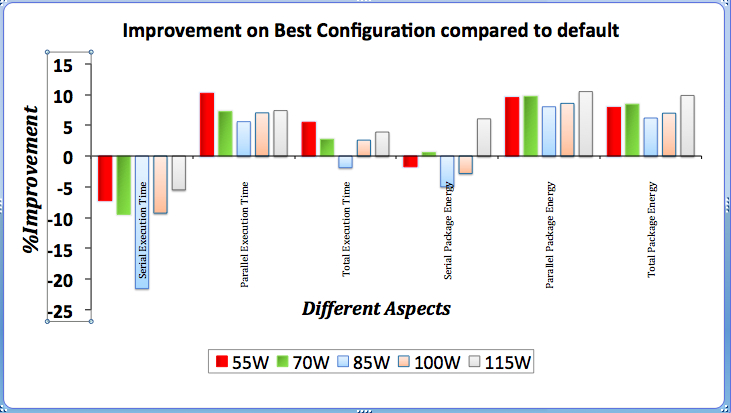 Improvement on Best Configuration compared to default
%Improvement
15
10
5
0
-5
-10
-15
-20
-25
Serial Execution Time
Parallel Execution Time
Total Execution Time
Serial Package Energy
Parallel Package Energy
Total Package Energy
Different Aspects
55W 70W 85W 100W 115W